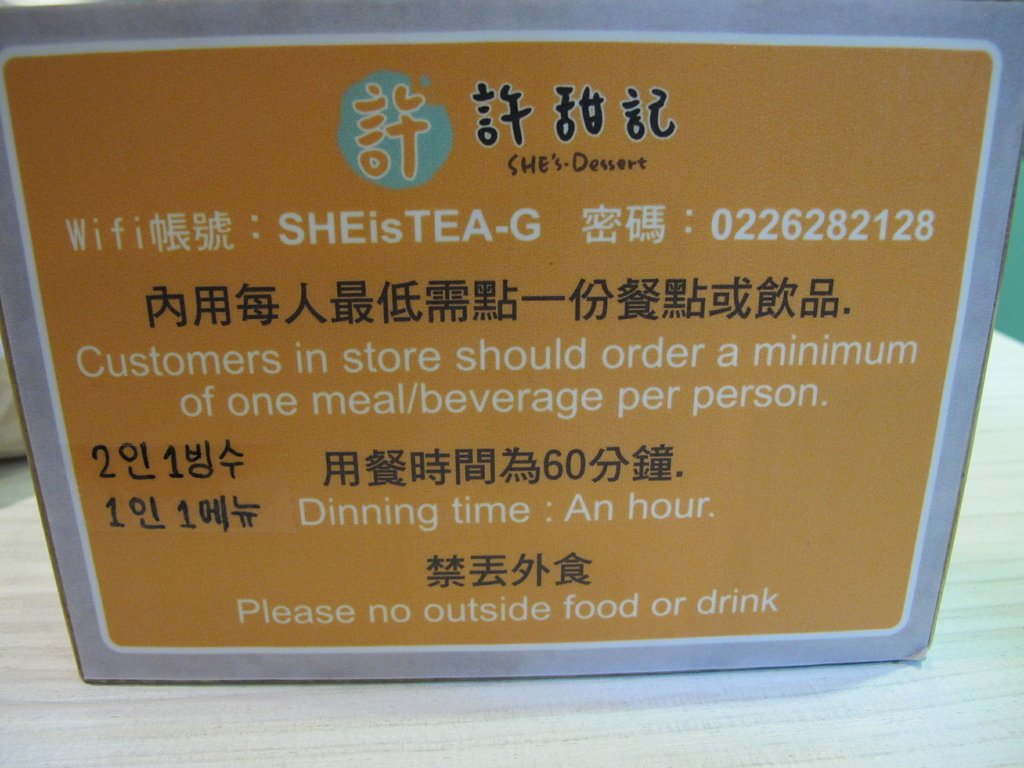 許 許甜記
SHE's-Dessert
Wifi帳號：SHEisTEA-G 密碼：0226282128
內用每人最低需點一份餐點或飲品.
Customers in store should order a minimum
of one meal/beverage per person.
2인 1빙수
1인 1메뉴
用餐時間為60分鐘.
Dinning time : An hour.
禁丟外食
Please no outside food or drink